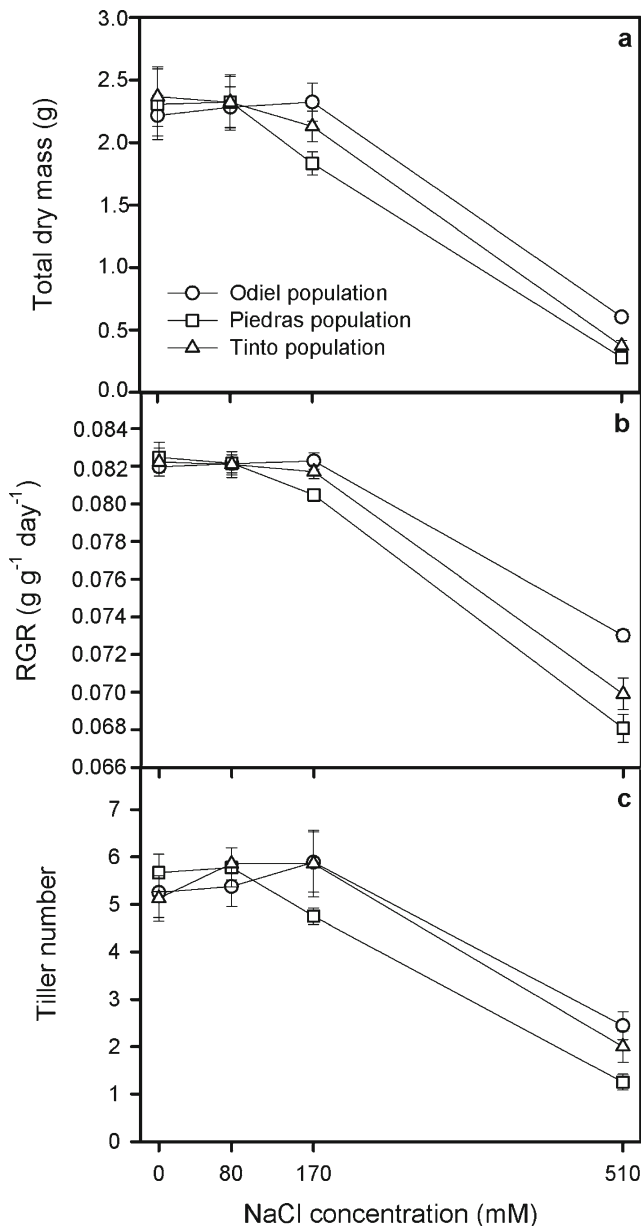 a
3.0
2.5
2.0
1.5
1.0
0.5
0.0
Total dry mass (g)
Odiel population
Piedras population
Tinto population
b
0.084
0.082
0.080
0.078
0.076
0.074
0.072
0.070
0.068
0.066
RGR (g g⁻¹ day⁻¹)
c
7
6
5
4
3
2
1
0
Tiller number
0 80 170 510
NaCl concentration (mM)